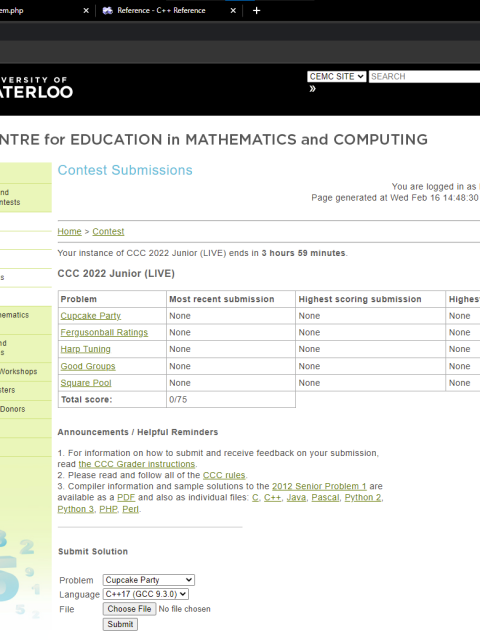 em.php × Reference - C++ Reference × +
VERSITY OF
ATERLOO
CEMC SITE SEARCH
»
NTRE for EDUCATION in MATHEMATICS and COMPUTING
Contest Submissions
nd
ntests
You are logged in as
Page generated at Wed Feb 16 14:48:30
Home > Contest
Your instance of CCC 2022 Junior (LIVE) ends in 3 hours 59 minutes.
CCC 2022 Junior (LIVE)
s
ematics
nd
s
Workshops
ters
Donors
Problem Most recent submission Highest scoring submission Highest
Cupcake Party None None None
Fergusonball Ratings None None None
Harp Tuning None None None
Good Groups None None None
Square Pool None None None
Total score: 0/75
Announcements / Helpful Reminders
1. For information on how to submit and receive feedback on your submission,
read the CCC Grader instructions.
2. Please read and follow all of the CCC rules.
3. Compiler information and sample solutions to the 2012 Senior Problem 1 are
available as a PDF and also as individual files: C, C++, Java, Pascal, Python 2,
Python 3, PHP, Perl.
Submit Solution
Problem Cupcake Party
Language C++17 (GCC 9.3.0)
File Choose File No file chosen
Submit